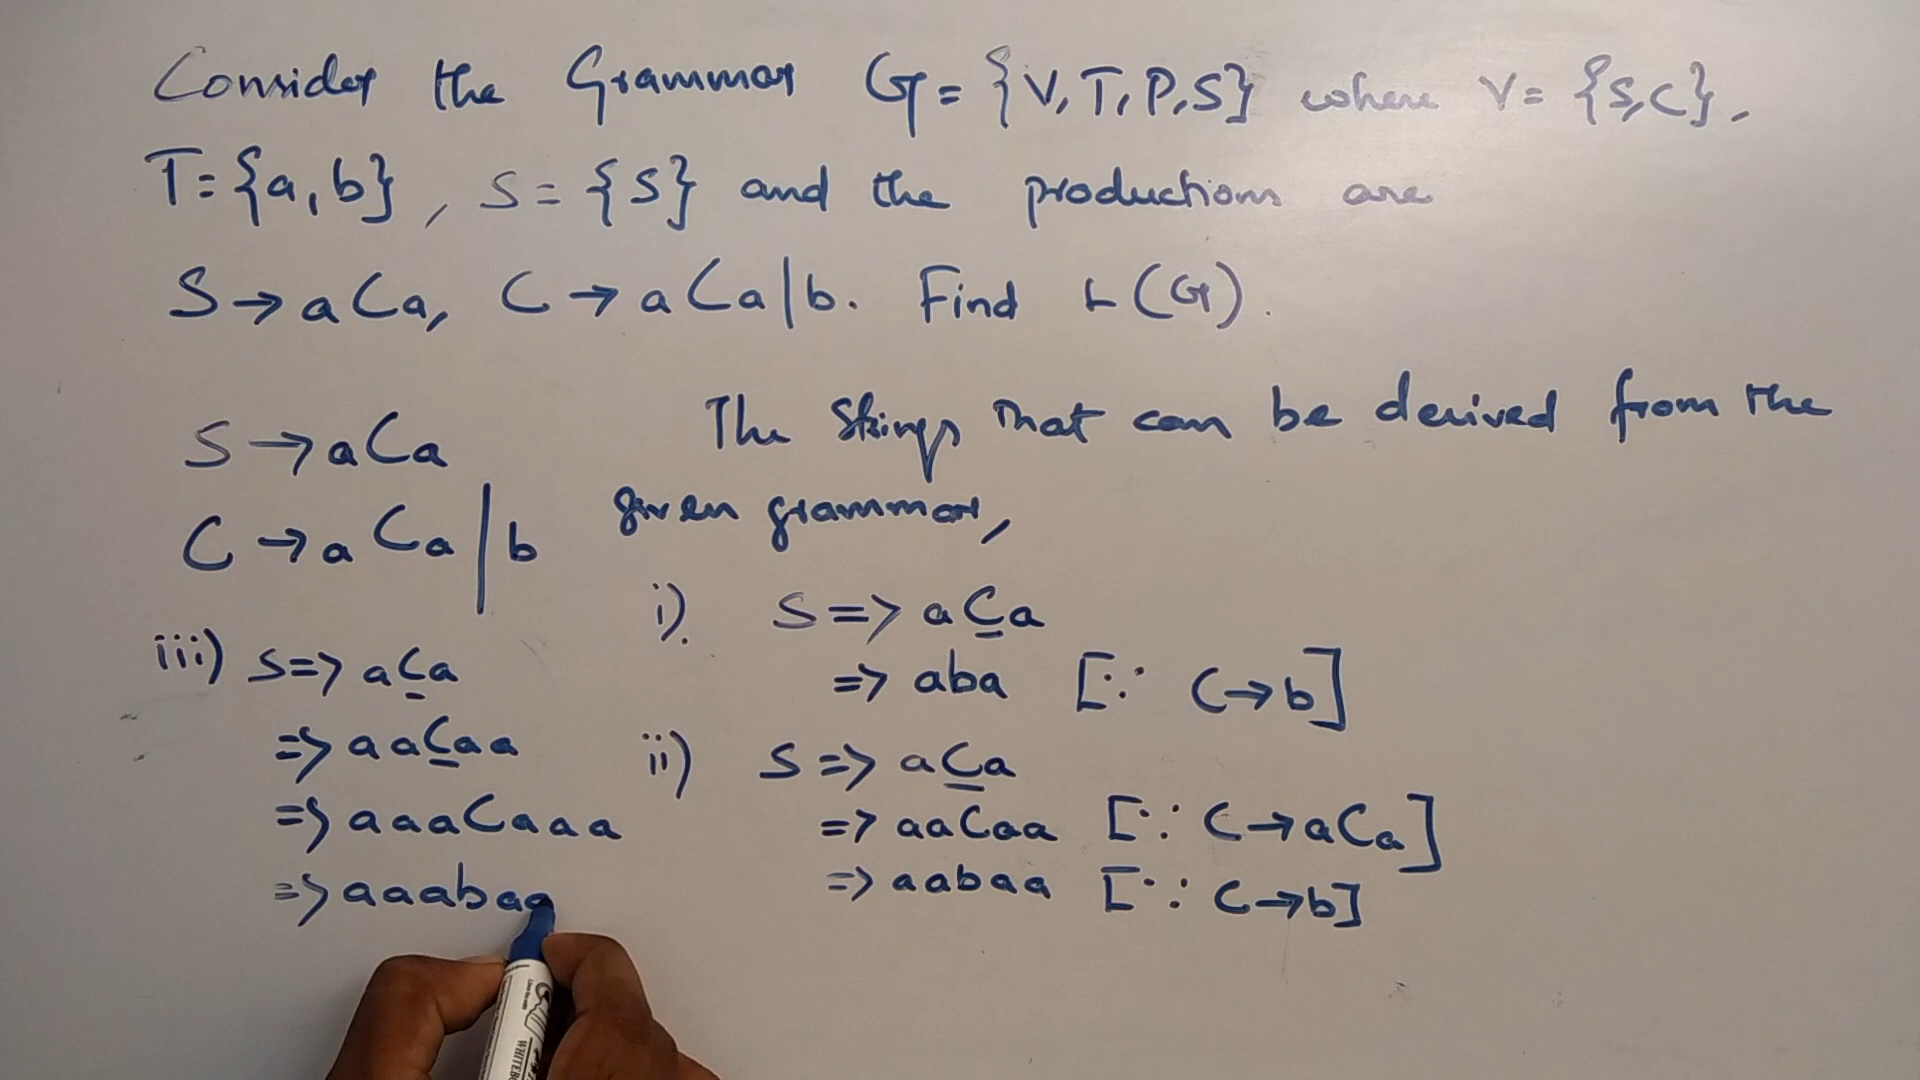 Consider the Grammar G = {V, T, P, S} where V = {S, C},
T = {a, b}, S = {S} and the productions are
S → aCa, C → aCa | b. Find L(G).
S → aCa
C → aCa | b
The Strings that can be derived from the
given grammar,
i) S => aCa
=> aba [∵ C → b]
ii) S => aCa
=> aaCaa [∵ C → aCa]
=> aabaa [∵ C → b]
iii) S => aCa
=> aaCaa
=> aaaCaaa
=> aaabaa